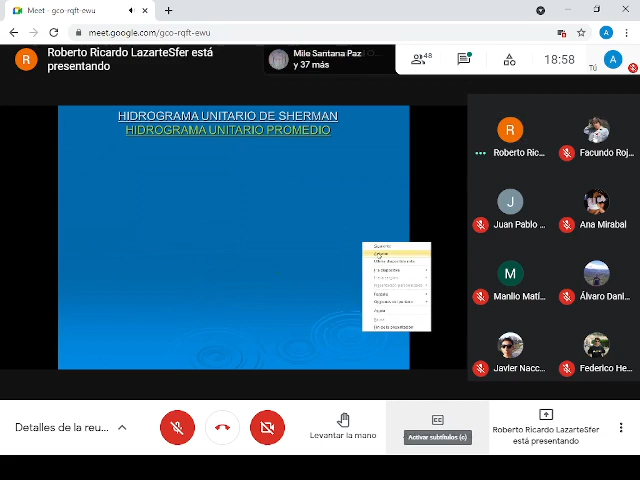 Meet - gco-rqft-ewu
meet.google.com/gco-rqft-ewu
R
Roberto Ricardo LazarteSfer está
presentando
Mile Santana Paz
y 37 más
48
18:58
Tú
A
HIDROGRAMA UNITARIO DE SHERMAN
HIDROGRAMA UNITARIO PROMEDIO
R
Roberto Ric...
Facundo Roj...
J
Juan Pablo ...
Ana Mirabal
M
Manlio Matí...
Álvaro Dani...
Javier Nacc...
Federico He...
Detalles de la reu...
Levantar la mano
Activar subtítulos (c)
Roberto Ricardo LazarteSfer
está presentando